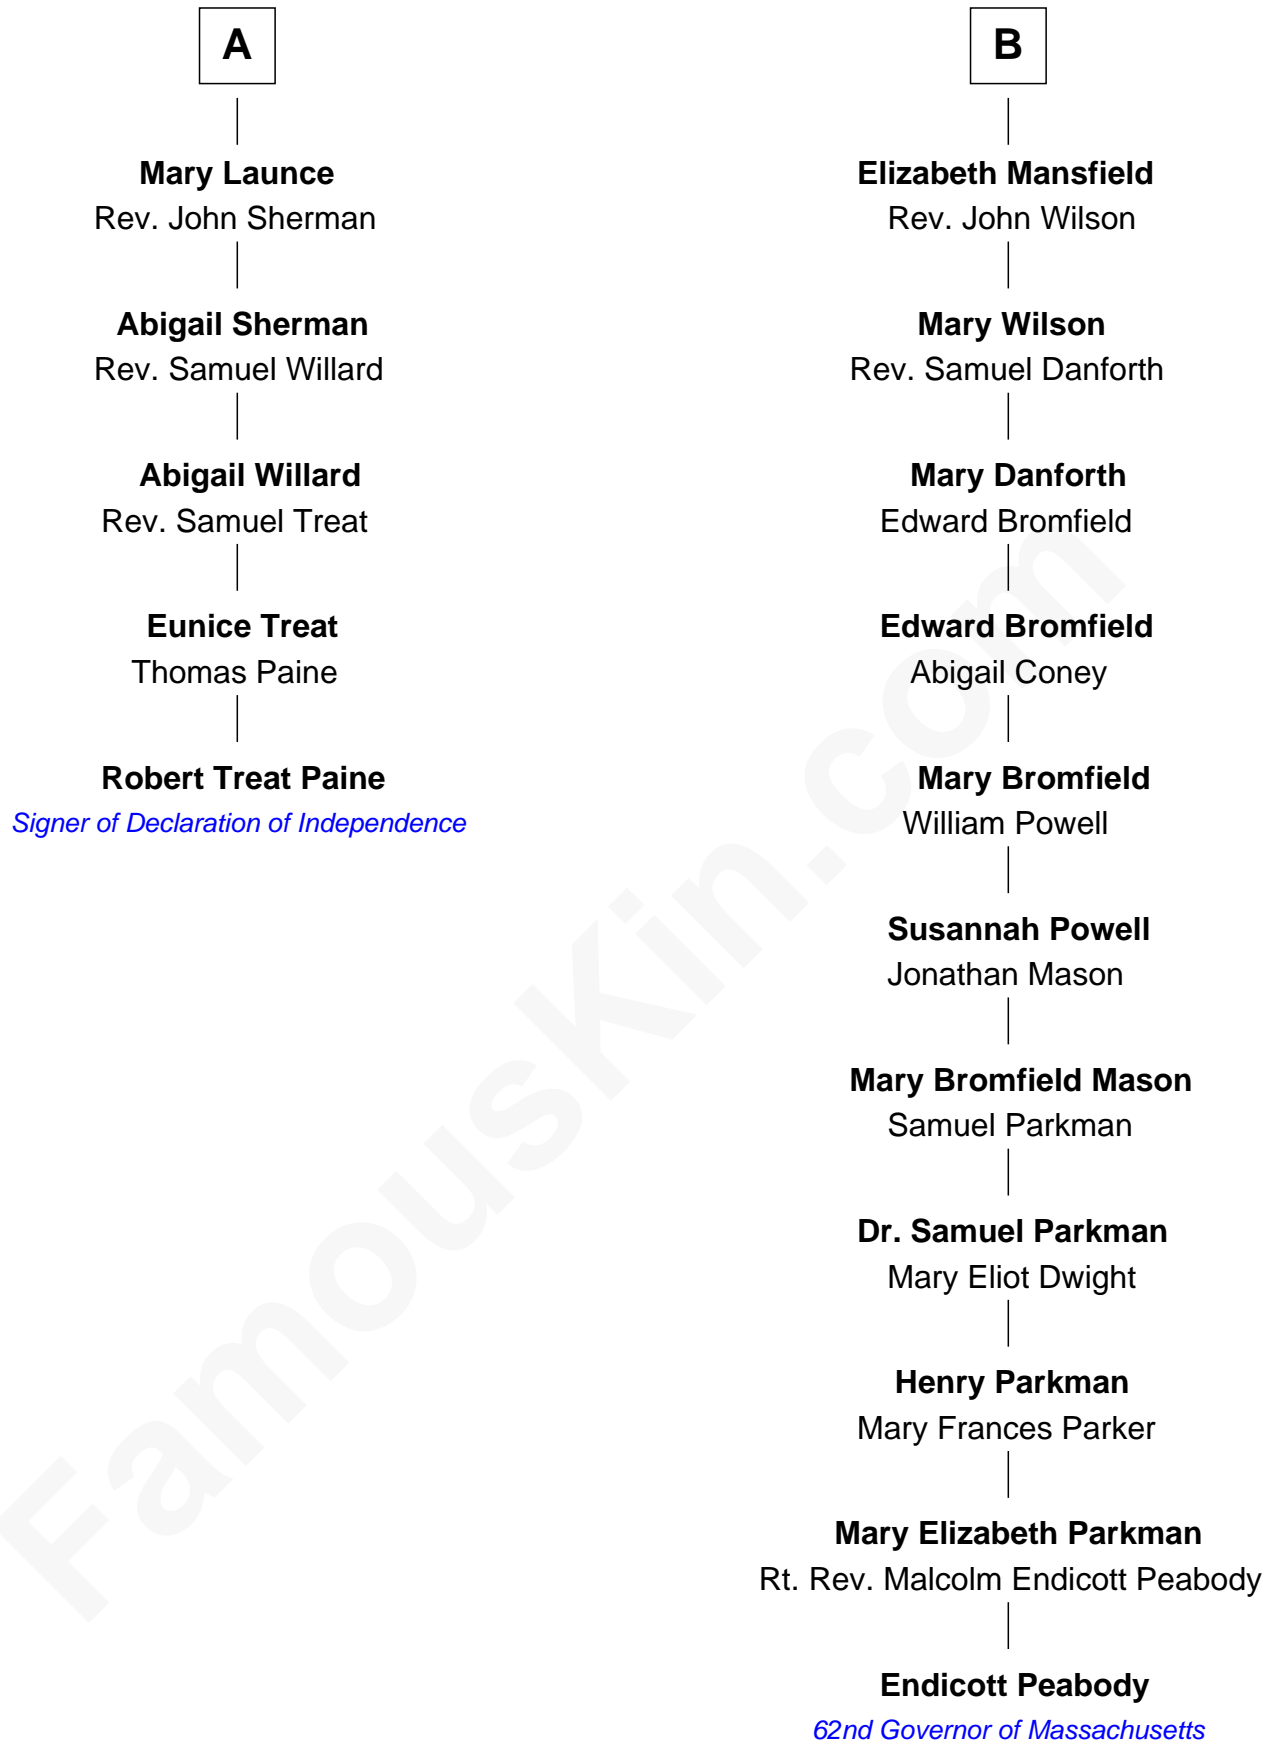 A
Mary Launce
Rev. John Sherman
Abigail Sherman
Rev. Samuel Willard
Abigail Willard
Rev. Samuel Treat
Eunice Treat
Thomas Paine
Robert Treat Paine
Signer of Declaration of Independence
B
Elizabeth Mansfield
Rev. John Wilson
Mary Wilson
Rev. Samuel Danforth
Mary Danforth
Edward Bromfield
Edward Bromfield
Abigail Coney
Mary Bromfield
William Powell
Susannah Powell
Jonathan Mason
Mary Bromfield Mason
Samuel Parkman
Dr. Samuel Parkman
Mary Eliot Dwight
Henry Parkman
Mary Frances Parker
Mary Elizabeth Parkman
Rt. Rev. Malcolm Endicott Peabody
Endicott Peabody
62nd Governor of Massachusetts
FamousKin.com